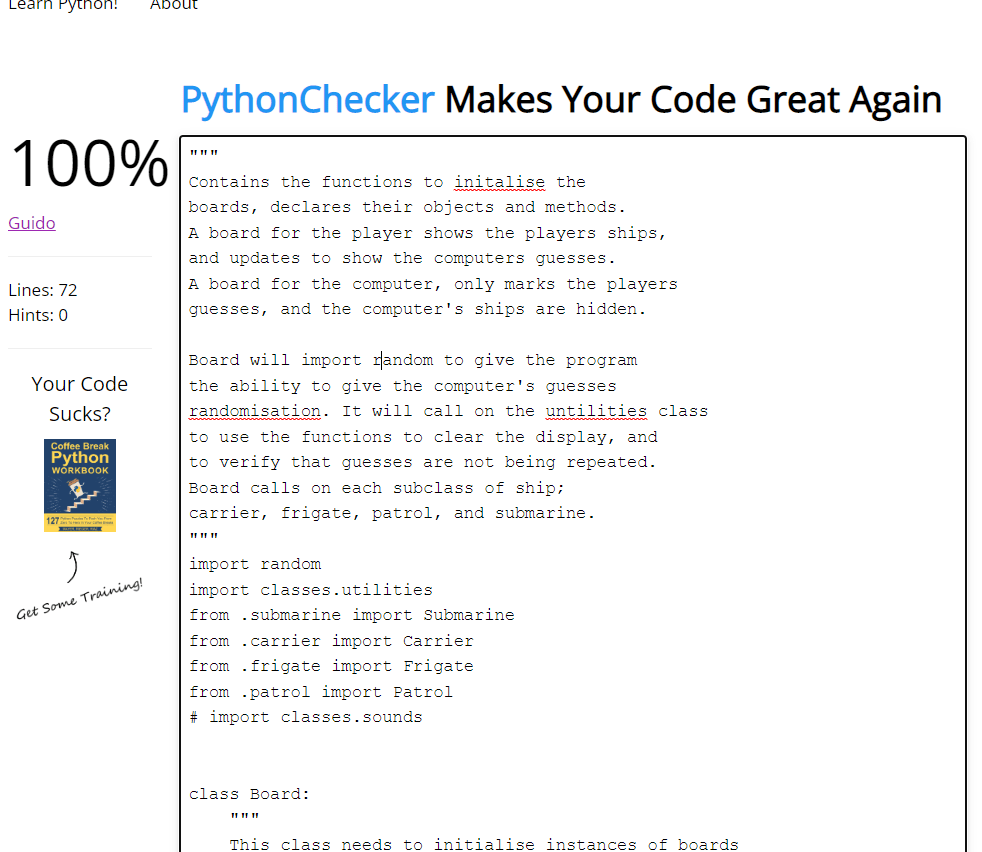 Learn Python! About
PythonChecker Makes Your Code Great Again
100%
Guido
Lines: 72
Hints: 0
Your Code
Sucks?
Coffee Break
Python
WORKBOOK
127
Get Some Training!
"""
Contains the functions to initalise the
boards, declares their objects and methods.
A board for the player shows the players ships,
and updates to show the computers guesses.
A board for the computer, only marks the players
guesses, and the computer's ships are hidden.
Board will import random to give the program
the ability to give the computer's guesses
randomisation. It will call on the untilities class
to use the functions to clear the display, and
to verify that guesses are not being repeated.
Board calls on each subclass of ship;
carrier, frigate, patrol, and submarine.
"""
import random
import classes.utilities
from .submarine import Submarine
from .carrier import Carrier
from .frigate import Frigate
from .patrol import Patrol
# import classes.sounds
class Board:
"""
This class needs to initialise instances of boards